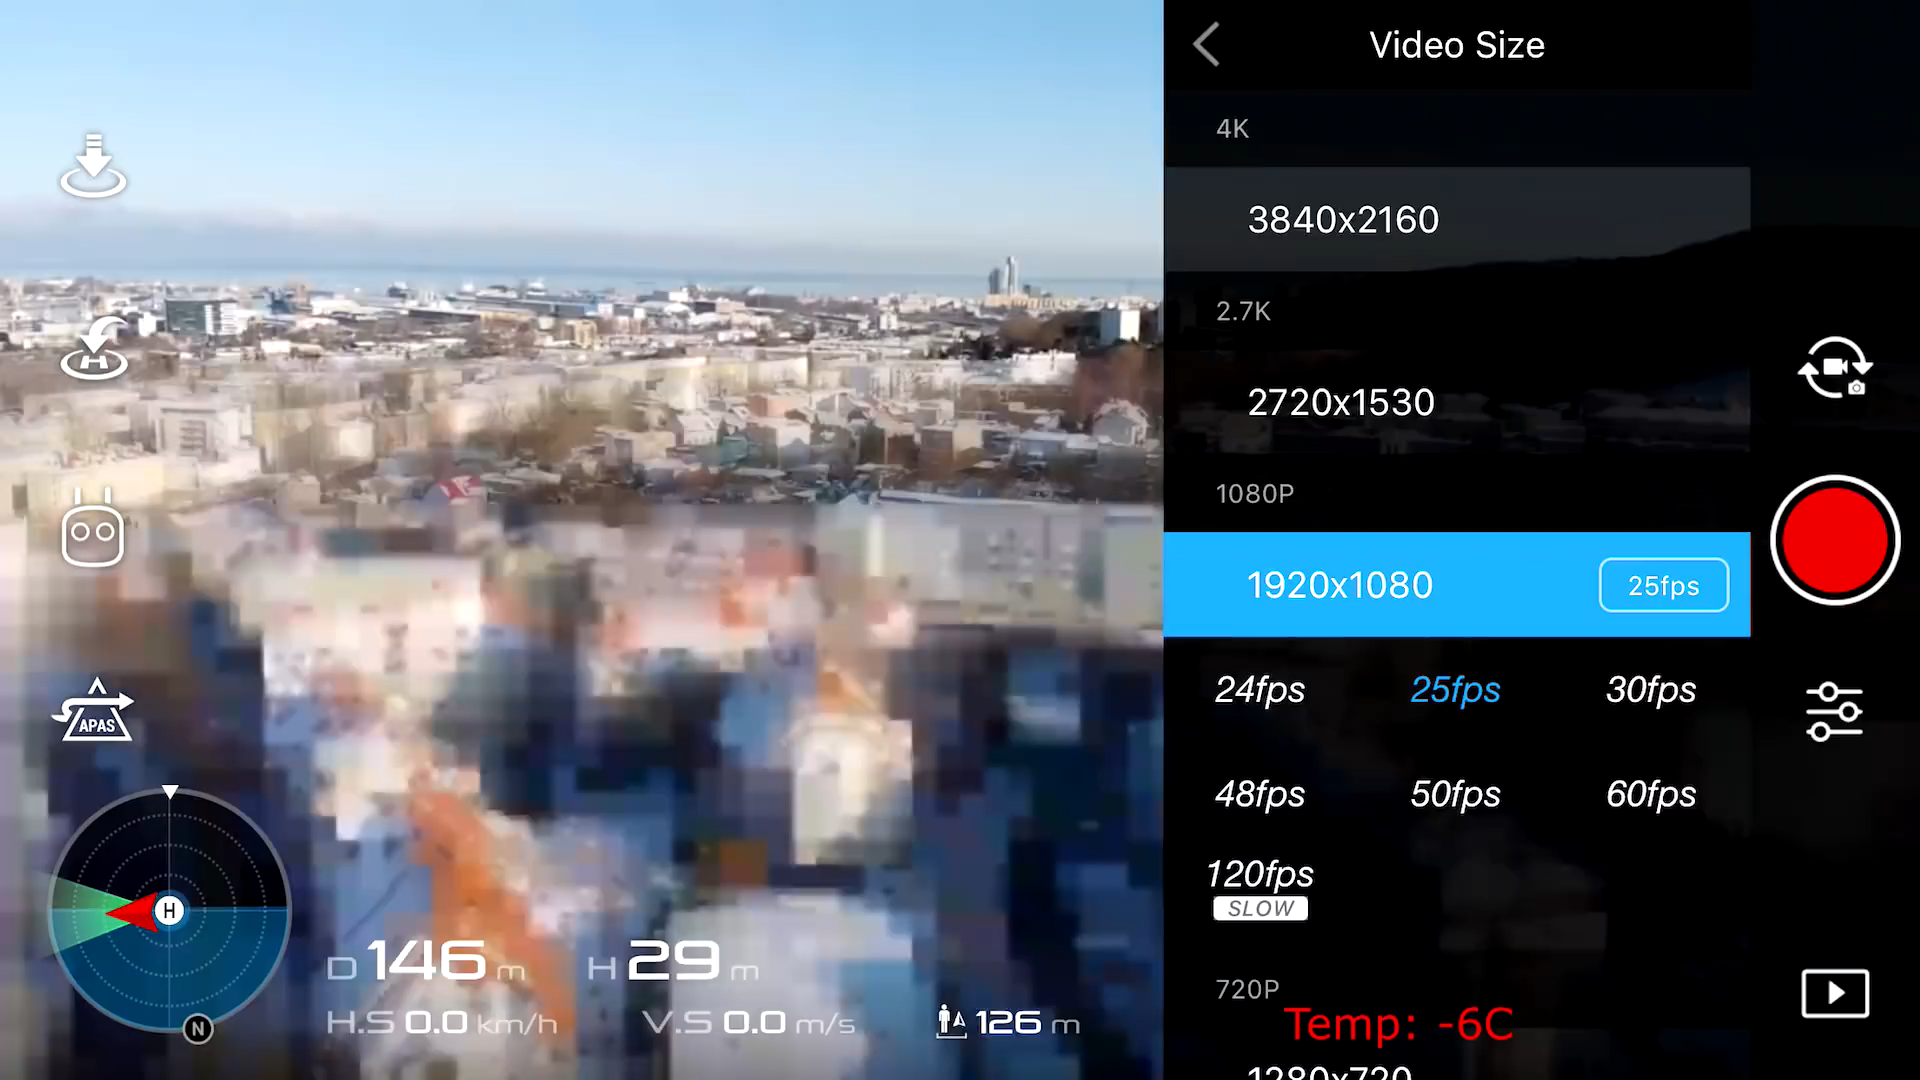 Video Size
4K
3840x2160
2.7K
2720x1530
1080P
1920x1080 25fps
24fps 25fps 30fps
48fps 50fps 60fps
120fps
SLOW
720P
1280x720
Temp: -6C
H
APAS
H
N
D 146 m H 29 m
H.S 0.0 km/h V.S 0.0 m/s 126 m